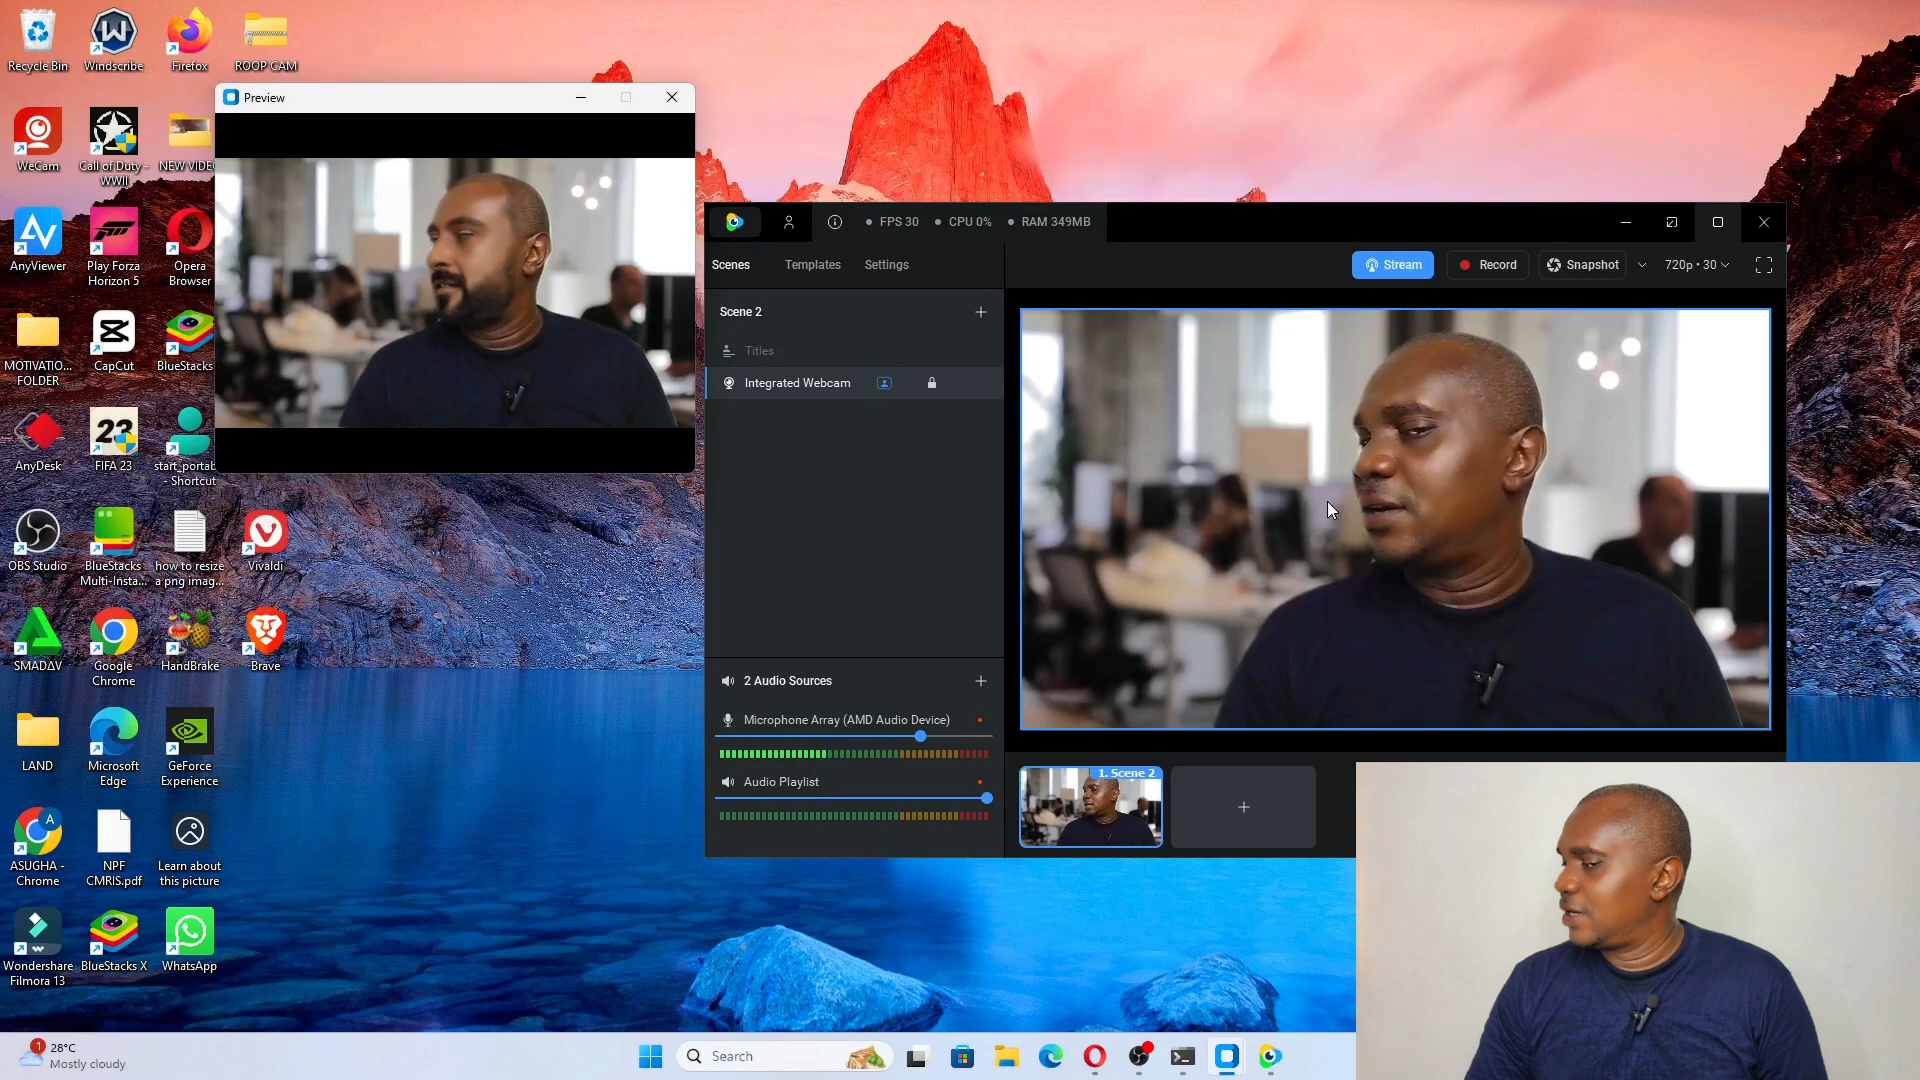 Recycle Bin
Windscribe
Firefox
ROOP CAM
Preview
WeCam
Call of Duty -
WWII
NEW VIDE
AnyViewer
Play Forza
Horizon 5
Opera
Browser
MOTIVATIO...
FOLDER
CapCut
BlueStacks
AnyDesk
23
FIFA 23
start_portab
- Shortcut
OBS Studio
BlueStacks
Multi-Insta...
how to resize
a png imag...
Vivaldi
SMADΔV
Google
Chrome
HandBrake
Brave
LAND
Microsoft
Edge
GeForce
Experience
A
ASUGHA -
Chrome
NPF
CMRIS.pdf
Learn about
this picture
Wondershare
Filmora 13
BlueStacks X
WhatsApp
FPS 30
CPU 0%
RAM 349MB
Scenes
Templates
Settings
Stream
Record
Snapshot
720p • 30
Scene 2
Titles
Integrated Webcam
2 Audio Sources
Microphone Array (AMD Audio Device)
Audio Playlist
1. Scene 2
1
28°C
Mostly cloudy
Search